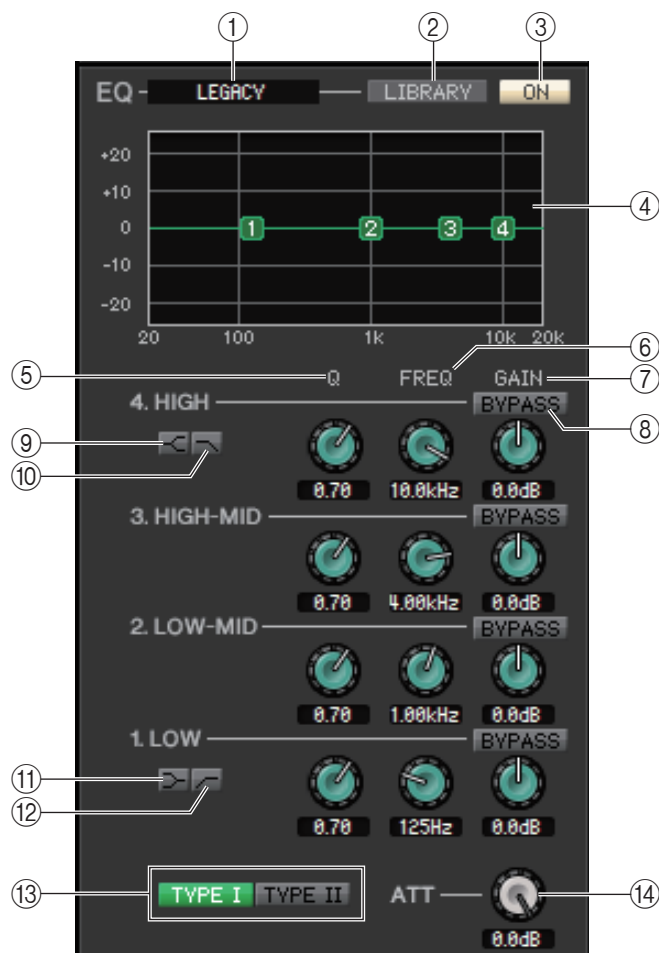 ① ② ③
EQ LEGACY LIBRARY ON
+20
+10
0 1 2 3 4 ④
-10
-20
20 100 1k 10k 20k
⑥
⑤ Q FREQ GAIN ⑦
4. HIGH BYPASS
⑧
⑨
⑩
0.70 10.0kHz 0.0dB
3. HIGH-MID BYPASS
0.70 4.00kHz 0.0dB
2. LOW-MID BYPASS
0.70 1.00kHz 0.0dB
1. LOW BYPASS
⑪
⑫
0.70 125Hz 0.0dB
⑬ TYPE I TYPE II ATT ⑭
0.0dB